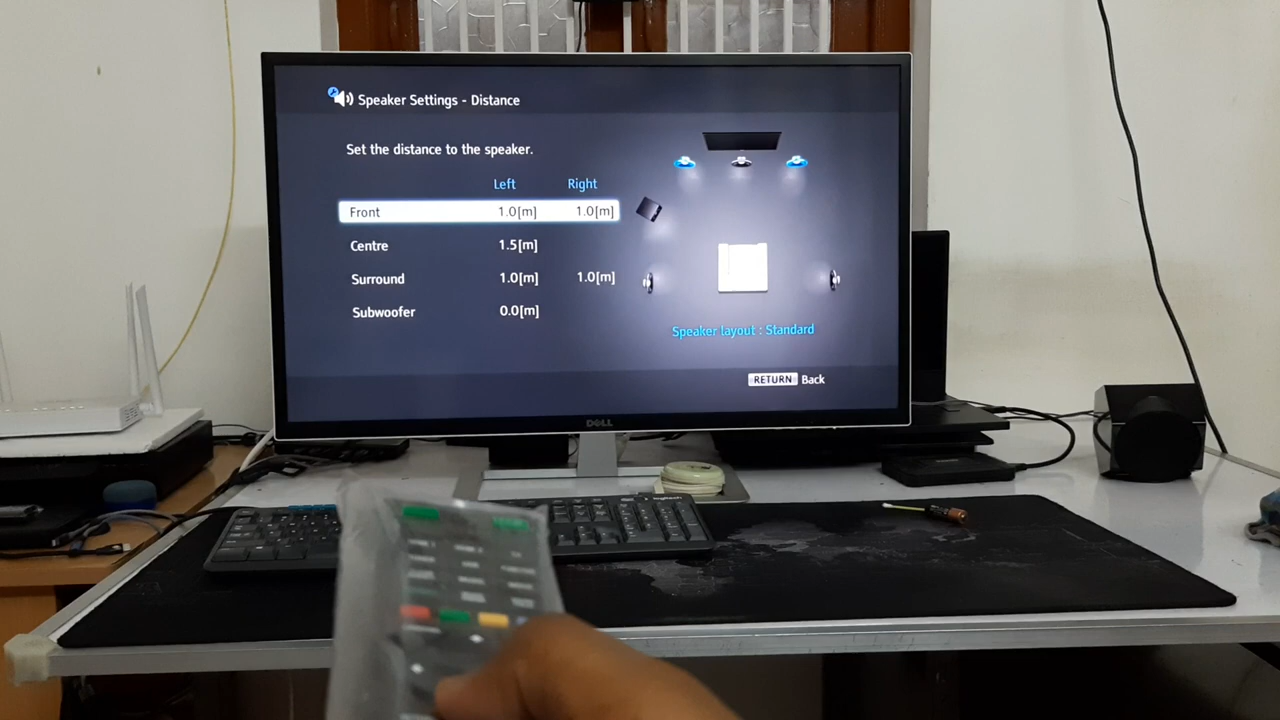 Speaker Settings - Distance
Set the distance to the speaker.
Left Right
Front 1.0[m] 1.0[m]
Centre 1.5[m]
Surround 1.0[m] 1.0[m]
Subwoofer 0.0[m]
Speaker layout : Standard
RETURN Back
DELL
logitech